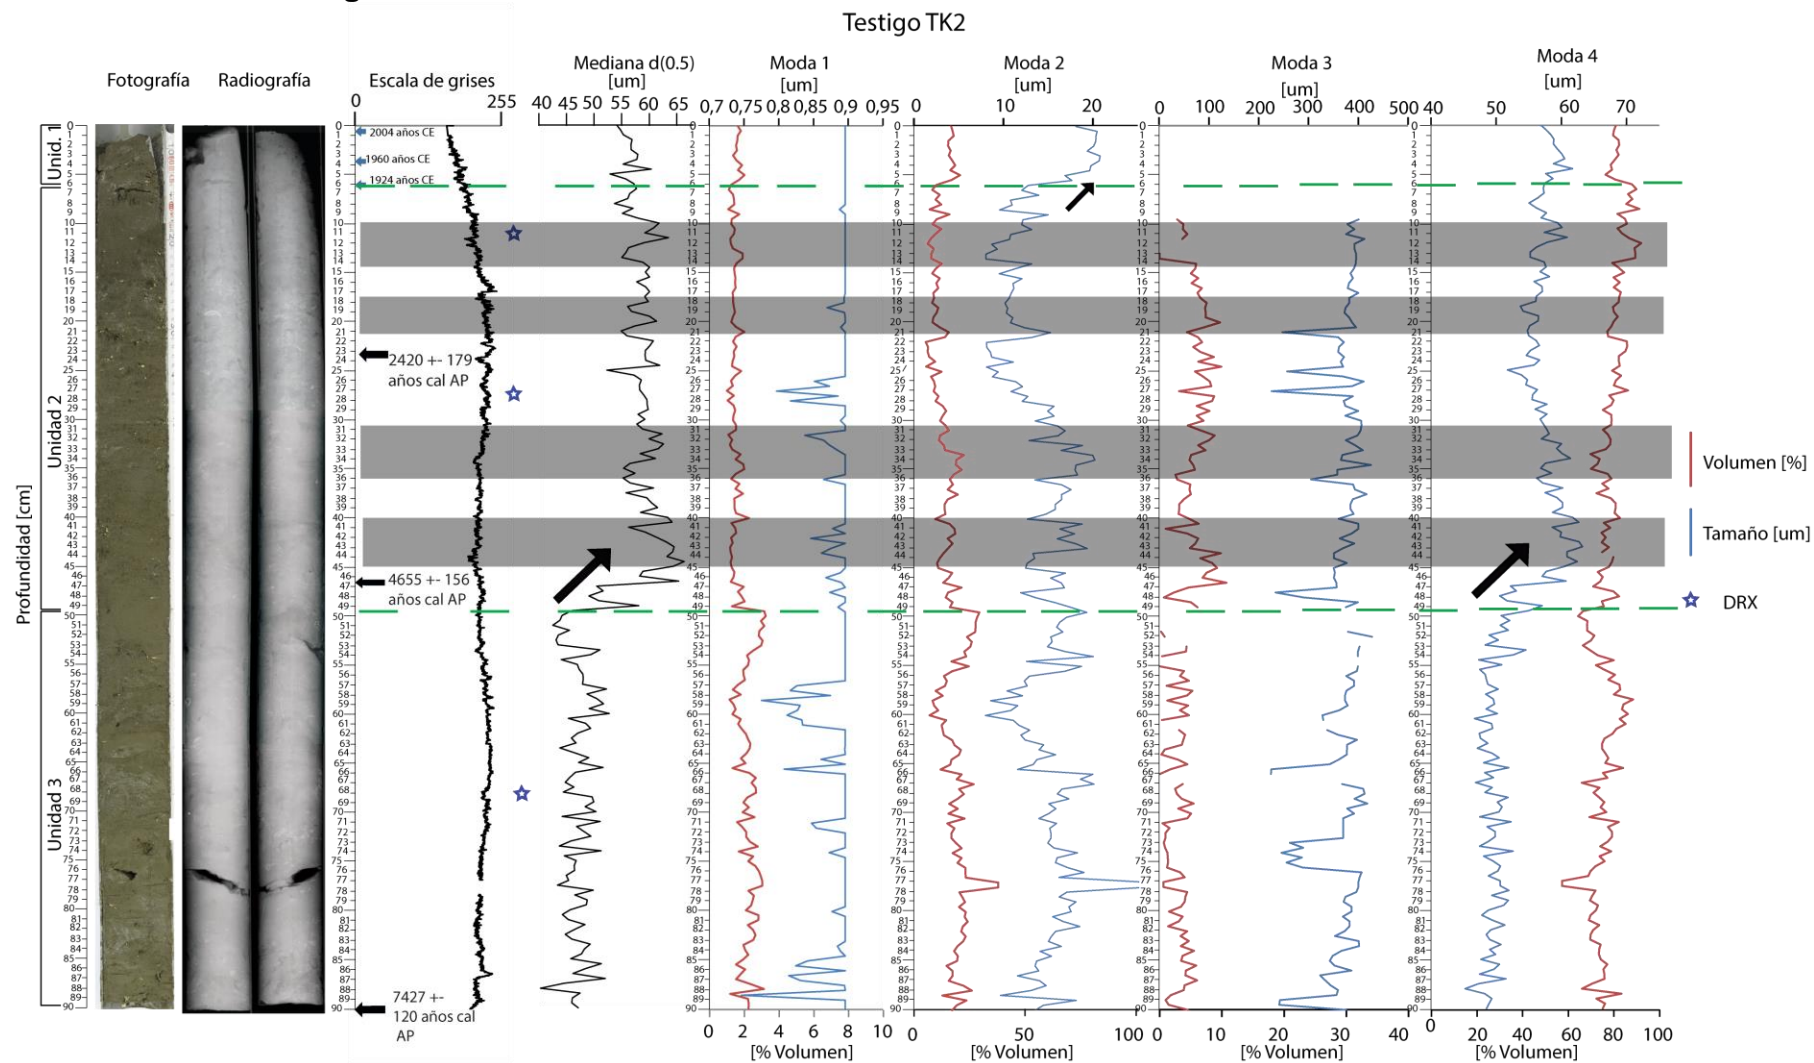 Testigo TK2
Fotografía
Radiografía
Escala de grises
0 255
Mediana d(0.5)
[um]
40 45 50 55 60 65
Moda 1
[um]
0,7 0,75 0,8 0,85 0,9 0,95
Moda 2
[um]
0 10 20
Moda 3
[um]
0 100 200 300 400 500
Moda 4
[um]
40 50 60 70
Profundidad [cm]
Unid. 1
Unidad 2
Unidad 3
2004 años CE
1960 años CE
1924 años CE
2420 +- 179
años cal AP
4655 +- 156
años cal AP
7427 +-
120 años cal
AP
Volumen [%]
Tamaño [um]
DRX
0 2 4 6 8 10
[% Volumen]
0 50 100
[% Volumen]
0 10 20 30 40
[% Volumen]
0 20 40 60 80 100
[% Volumen]